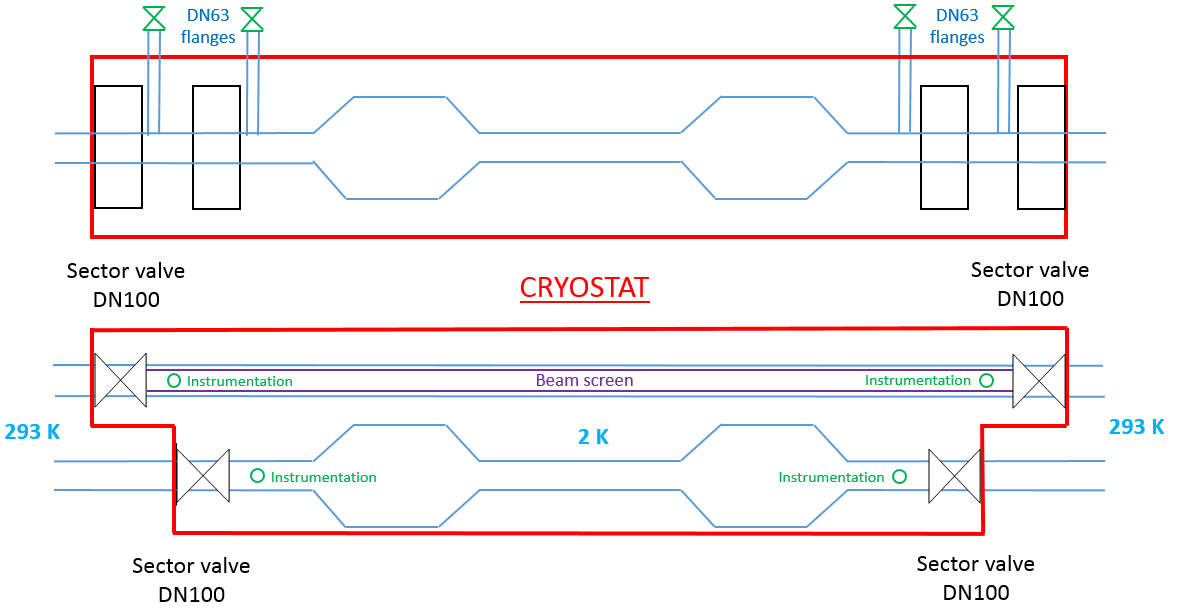 DN63
flanges
DN63
flanges
Sector valve
DN100
CRYOSTAT
Sector valve
DN100
Instrumentation
Beam screen
Instrumentation
293 K
2 K
293 K
Instrumentation
Instrumentation
Sector valve
DN100
Sector valve
DN100